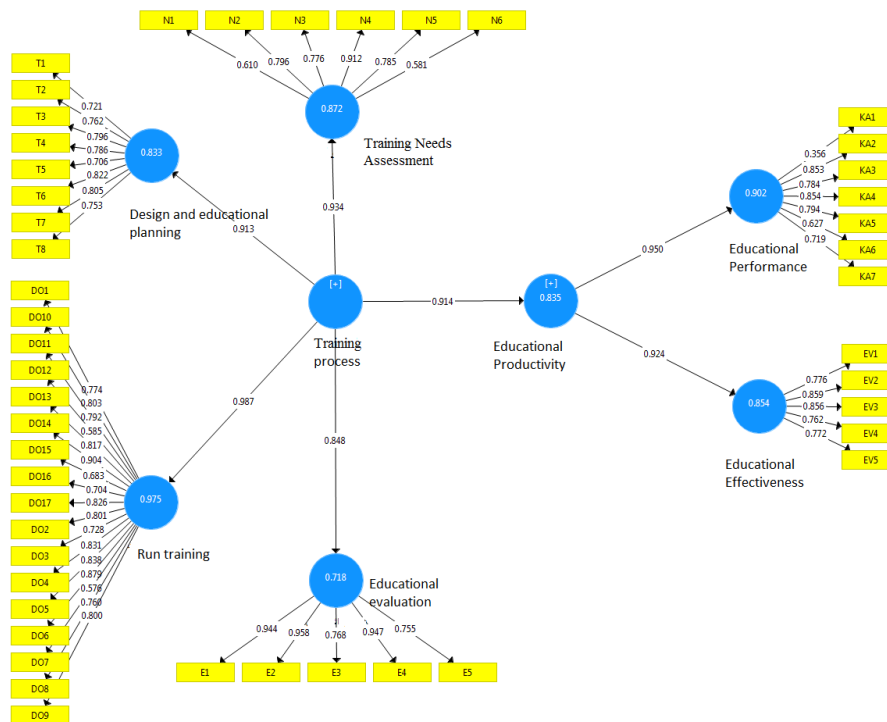 N1 N2 N3 N4 N5 N6
0.610 0.796 0.776 0.912 0.785 0.581
0.872
Training Needs
Assessment
T1
T2
T3
T4
T5
T6
T7
T8
0.721
0.762
0.796
0.786
0.706
0.822
0.805
0.753
0.833
Design and educational
planning
0.934
0.913
[+]
Training
process
0.914
[+]
0.835
Educational
Productivity
0.950
0.924
0.902
Educational
Performance
0.356
0.853
0.784
0.854
0.794
0.627
0.719
KA1
KA2
KA3
KA4
KA5
KA6
KA7
0.854
Educational
Effectiveness
0.776
0.859
0.856
0.762
0.772
EV1
EV2
EV3
EV4
EV5
DO1
DO10
DO11
DO12
DO13
DO14
DO15
DO16
DO17
DO2
DO3
DO4
DO5
DO6
DO7
DO8
DO9
0.774
0.803
0.792
0.585
0.817
0.904
0.683
0.704
0.826
0.801
0.728
0.831
0.838
0.879
0.576
0.760
0.800
0.975
Run training
0.987
0.848
0.718
Educational
evaluation
0.944 0.958 0.768 0.947 0.755
E1 E2 E3 E4 E5